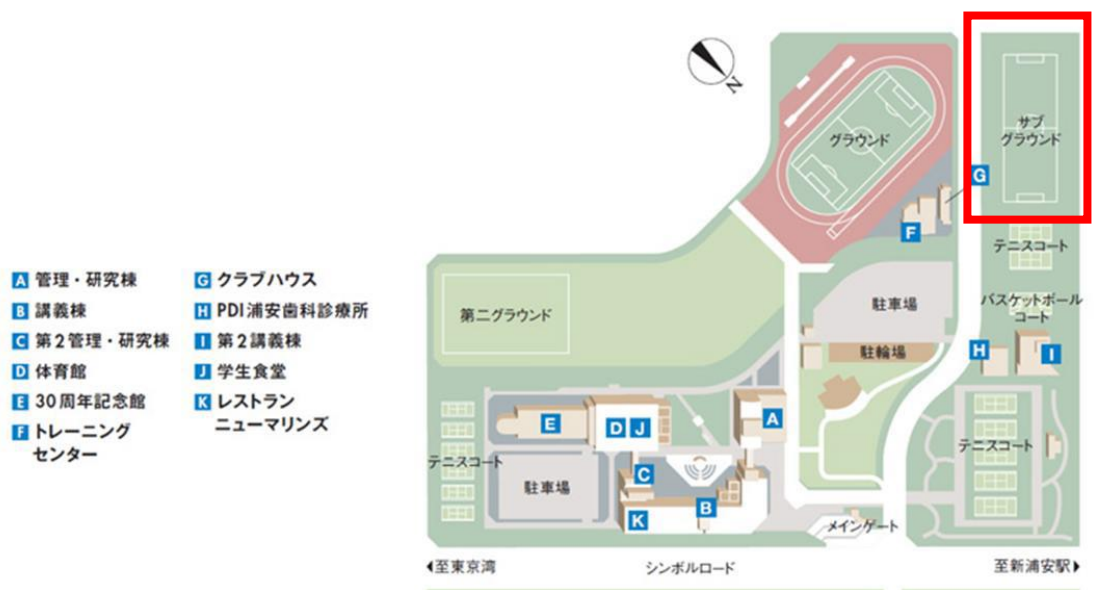 N
サブ
グラウンド
グラウンド
G
F
テニスコート
A 管理・研究棟
G クラブハウス
B 講義棟
H PDI浦安歯科診療所
C 第2管理・研究棟
I 第2講義棟
D 体育館
J 学生食堂
E 30周年記念館
K レストラン
ニューマリンズ
F トレーニング
センター
第二グラウンド
駐車場
バスケットボール
コート
駐輪場
H
I
E
D
J
A
テニスコート
テニスコート
駐車場
C
B
K
メインゲート
至東京湾
シンボルロード
至新浦安駅